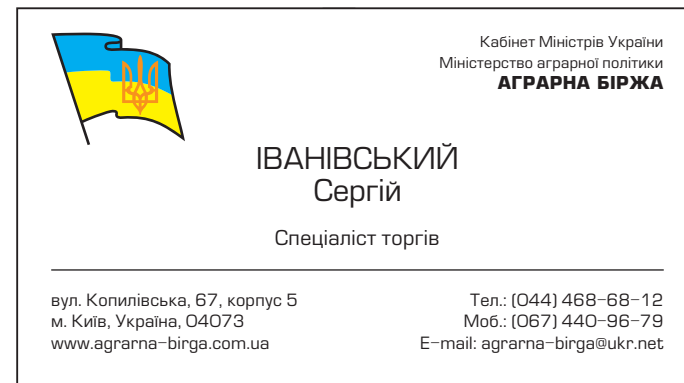 Кабінет Міністрів України
Міністерство аграрної політики
АГРАРНА БІРЖА
ІВАНІВСЬКИЙ
Сергій
Спеціаліст торгів
вул. Копилівська, 67, корпус 5
м. Київ, Україна, 04073
www.agrarna-birga.com.ua
Тел.: (044) 468-68-12
Моб.: (067) 440-96-79
E-mail: agrarna-birga@ukr.net